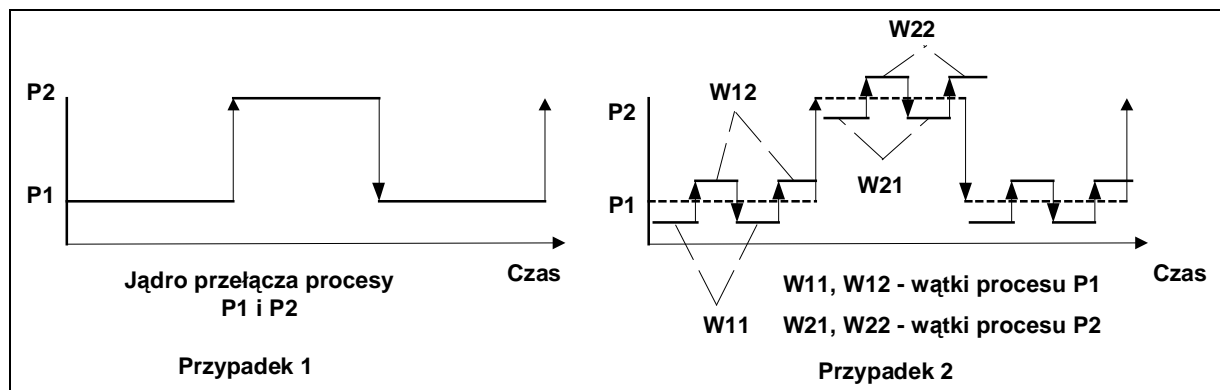 P2
P1
Czas
Jądro przełącza procesy
P1 i P2
Przypadek 1
W22
W12
P2
W21
P1
Czas
W11, W12 - wątki procesu P1
W11
W21, W22 - wątki procesu P2
Przypadek 2